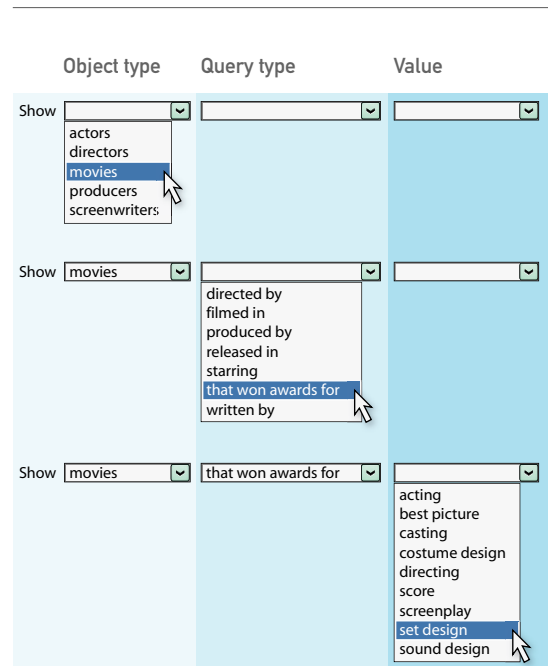 Object type Query type Value
Show
actors
directors
movies
producers
screenwriters
Show movies
directed by
filmed in
produced by
released in
starring
that won awards for
written by
Show movies that won awards for
acting
best picture
casting
costume design
directing
score
screenplay
set design
sound design